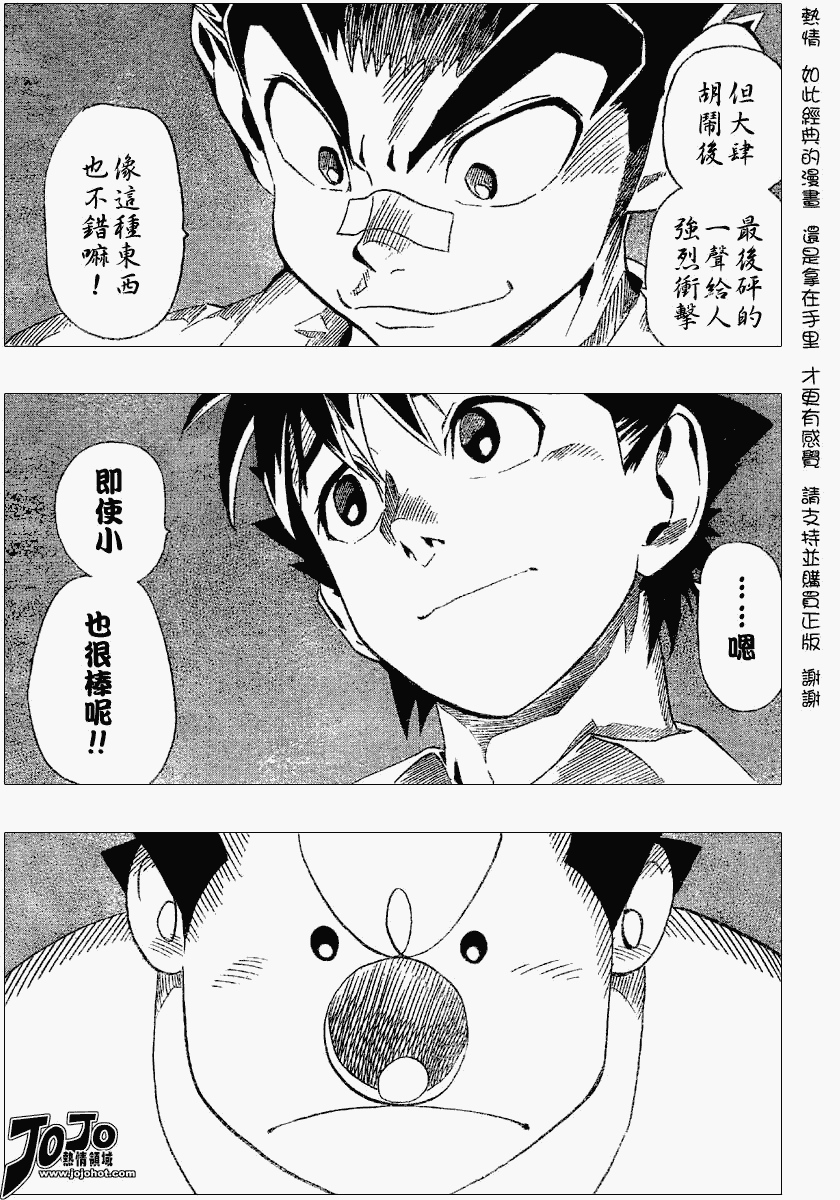 但大肆
胡鬧後
最後砰的
一聲給人
強烈衝擊
像這種東西
也不錯嘛！
……嗯
即使小
也很棒呢!!
熱情 如此經典的漫畫 還是拿在手里 才更有感覺 請支持並購買正版 謝謝
JOJO
熱情領域
www.jojohot.com